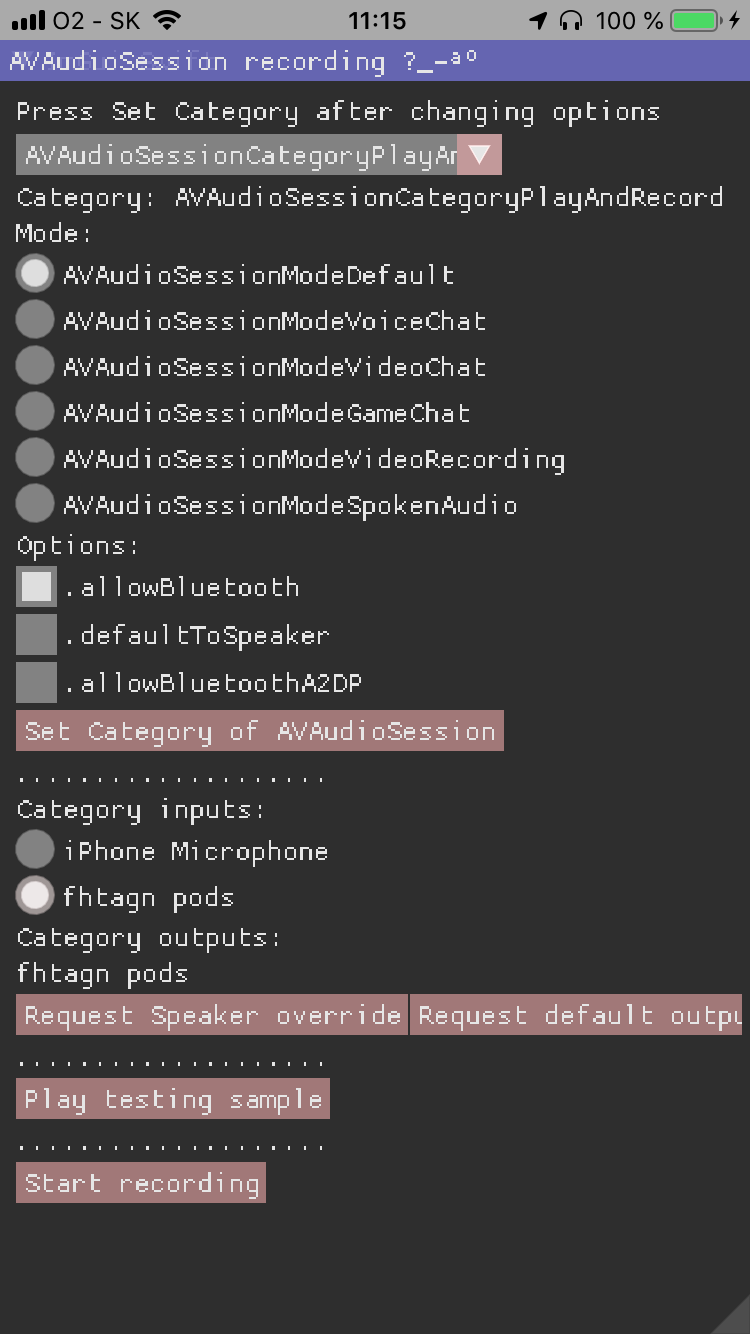 O2 - SK 11:15 100 %
AVAudioSession recording ?_-ªº
Press Set Category after changing options
AVAudioSessionCategoryPlayAn
Category: AVAudioSessionCategoryPlayAndRecord
Mode:
AVAudioSessionModeDefault
AVAudioSessionModeVoiceChat
AVAudioSessionModeVideoChat
AVAudioSessionModeGameChat
AVAudioSessionModeVideoRecording
AVAudioSessionModeSpokenAudio
Options:
.allowBluetooth
.defaultToSpeaker
.allowBluetoothA2DP
Set Category of AVAudioSession
....................
Category inputs:
iPhone Microphone
fhtagn pods
Category outputs:
fhtagn pods
Request Speaker override Request default outpu
....................
Play testing sample
....................
Start recording